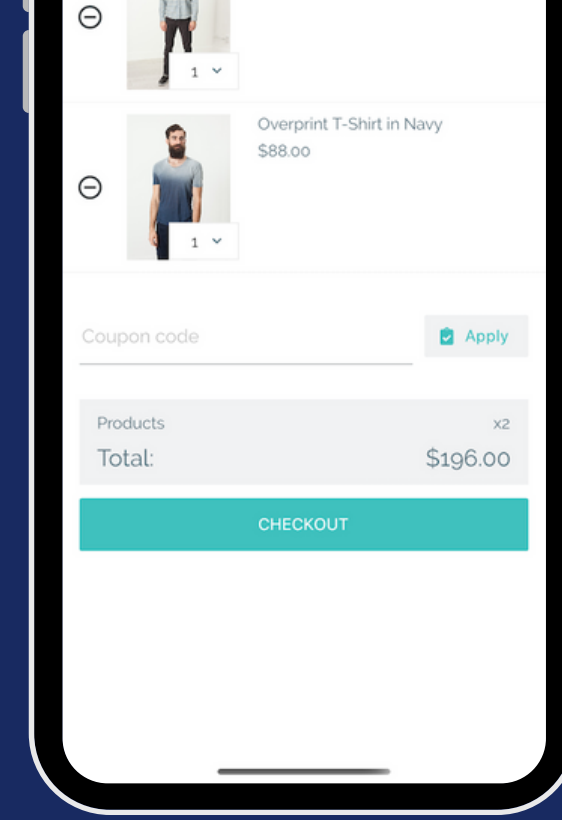 1
Overprint T-Shirt in Navy
$88.00
1
Coupon code
Apply
Products x2
Total: $196.00
CHECKOUT